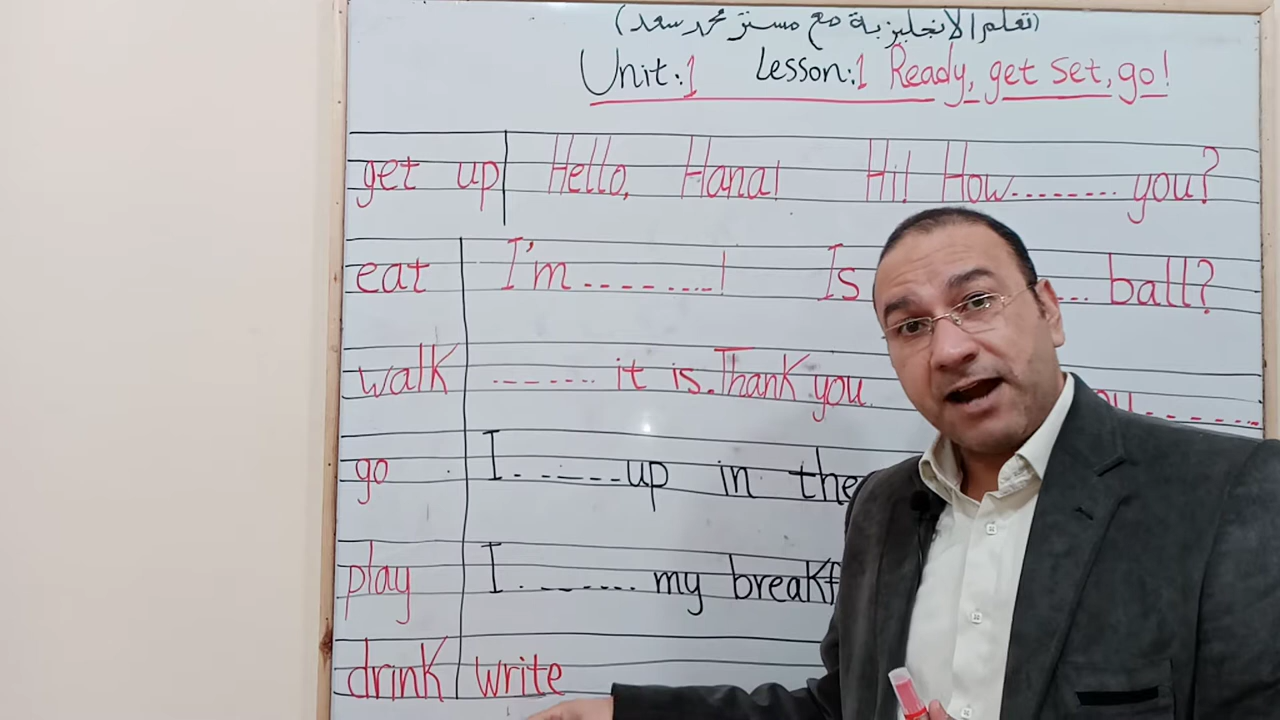 (تعلم الانجليزية مع مستر محمد سعد)
Unit:1 Lesson:1 Ready, get set, go!
get up Hello, Hana! Hi! How........ you?
eat I'm ........! Is ... ball?
walk ....... it is. Thank you
go I ......up in the
play I ........ my breakf
drink write